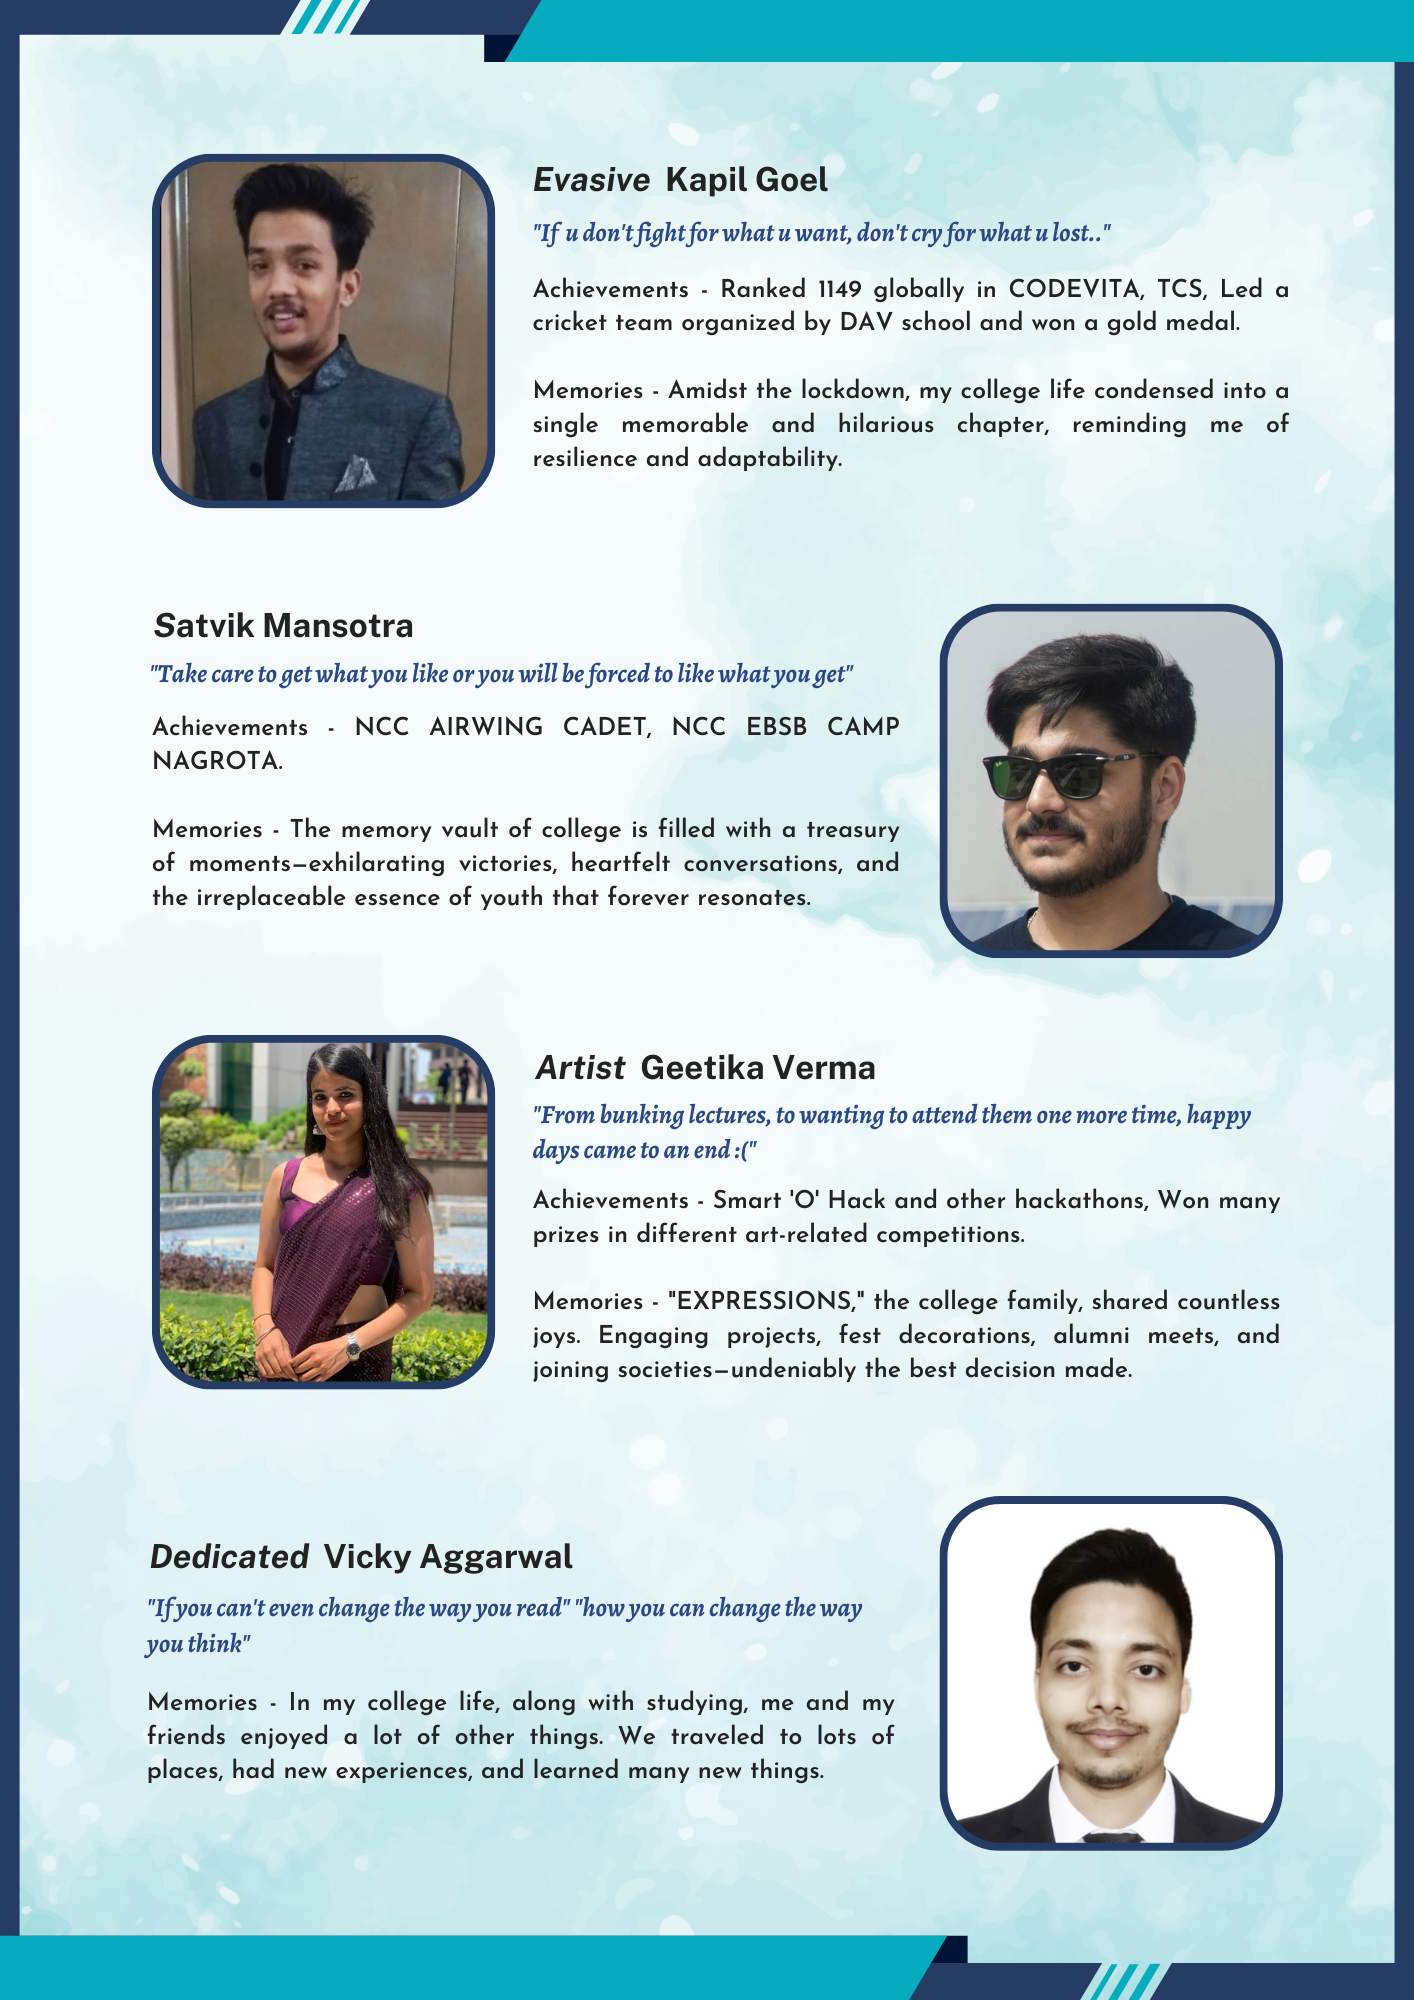 Evasive Kapil Goel
"If u don't fight for what u want, don't cry for what u lost.."
Achievements - Ranked 1149 globally in CODEVITA, TCS, Led a
cricket team organized by DAV school and won a gold medal.
Memories - Amidst the lockdown, my college life condensed into a
single memorable and hilarious chapter, reminding me of
resilience and adaptability.
Satvik Mansotra
"Take care to get what you like or you will be forced to like what you get"
Achievements - NCC AIRWING CADET, NCC EBSB CAMP
NAGROTA.
Memories - The memory vault of college is filled with a treasury
of moments—exhilarating victories, heartfelt conversations, and
the irreplaceable essence of youth that forever resonates.
Artist Geetika Verma
"From bunking lectures, to wanting to attend them one more time, happy
days came to an end :("
Achievements - Smart 'O' Hack and other hackathons, Won many
prizes in different art-related competitions.
Memories - "EXPRESSIONS," the college family, shared countless
joys. Engaging projects, fest decorations, alumni meets, and
joining societies—undeniably the best decision made.
Dedicated Vicky Aggarwal
"If you can't even change the way you read" "how you can change the way
you think"
Memories - In my college life, along with studying, me and my
friends enjoyed a lot of other things. We traveled to lots of
places, had new experiences, and learned many new things.